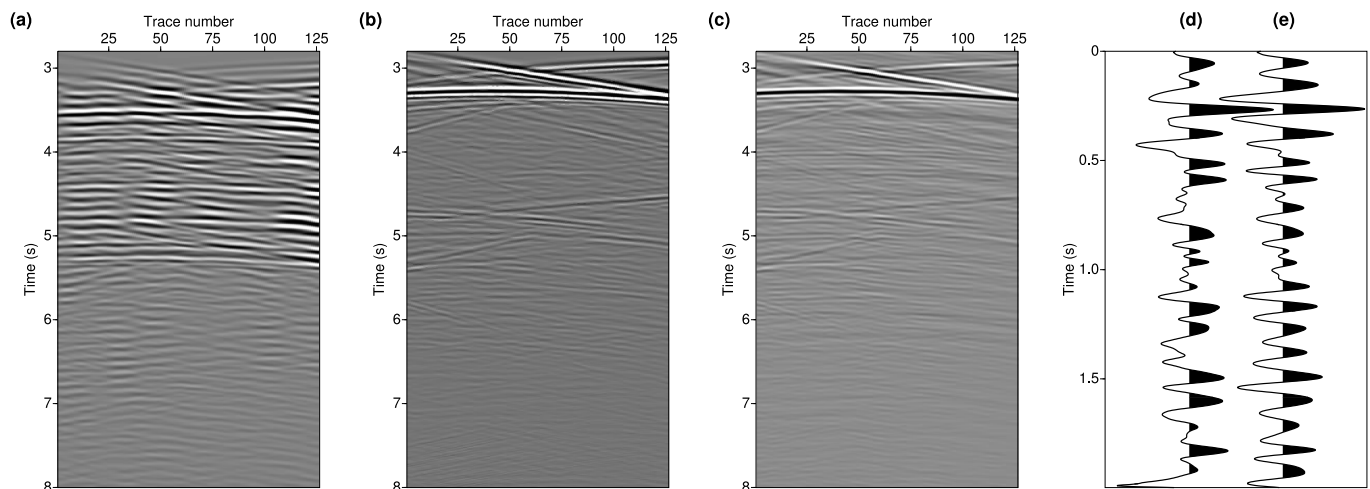 (a) (b) (c) (d) (e)
Trace number Trace number Trace number
25 50 75 100 125 25 50 75 100 125 25 50 75 100 125
3 3 3 0
4 4 4 0.5
5 5 5 1.0
6 6 6 1.5
7 7 7
8 8 8
Time (s) Time (s) Time (s) Time (s)